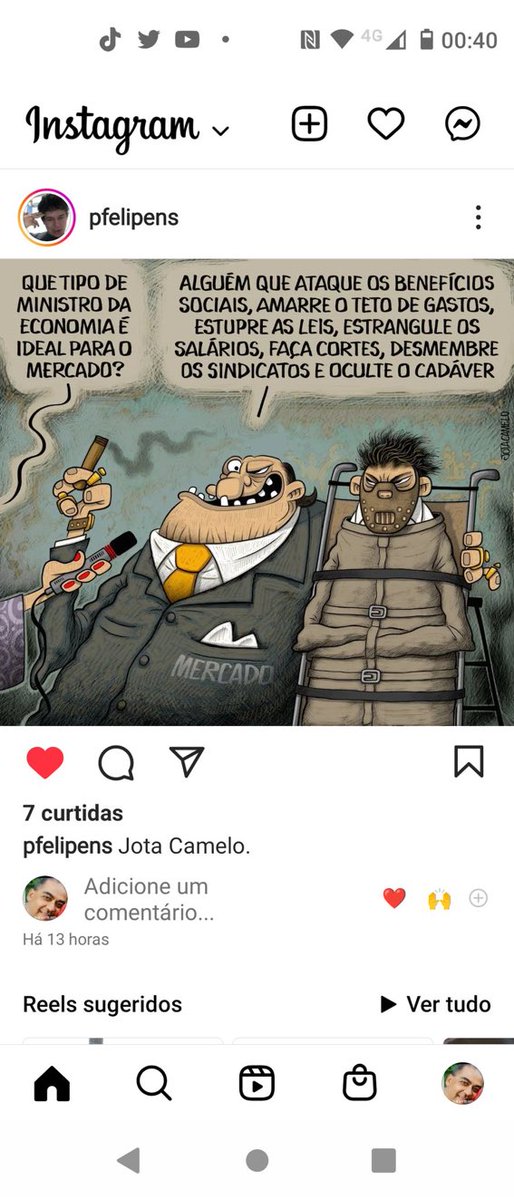 4G 00:40
Instagram
pfelipens
QUE TIPO DE
MINISTRO DA
ECONOMIA É
IDEAL PARA O
MERCADO?
ALGUÉM QUE ATAQUE OS BENEFÍCIOS
SOCIAIS, AMARRE O TETO DE GASTOS,
ESTUPRE AS LEIS, ESTRANGULE OS
SALÁRIOS, FAÇA CORTES, DESMEMBRE
OS SINDICATOS E OCULTE O CADÁVER
@JOTACAMELO
MERCADO
7 curtidas
pfelipens Jota Camelo.
Adicione um
comentário...
Há 13 horas
Reels sugeridos
Ver tudo